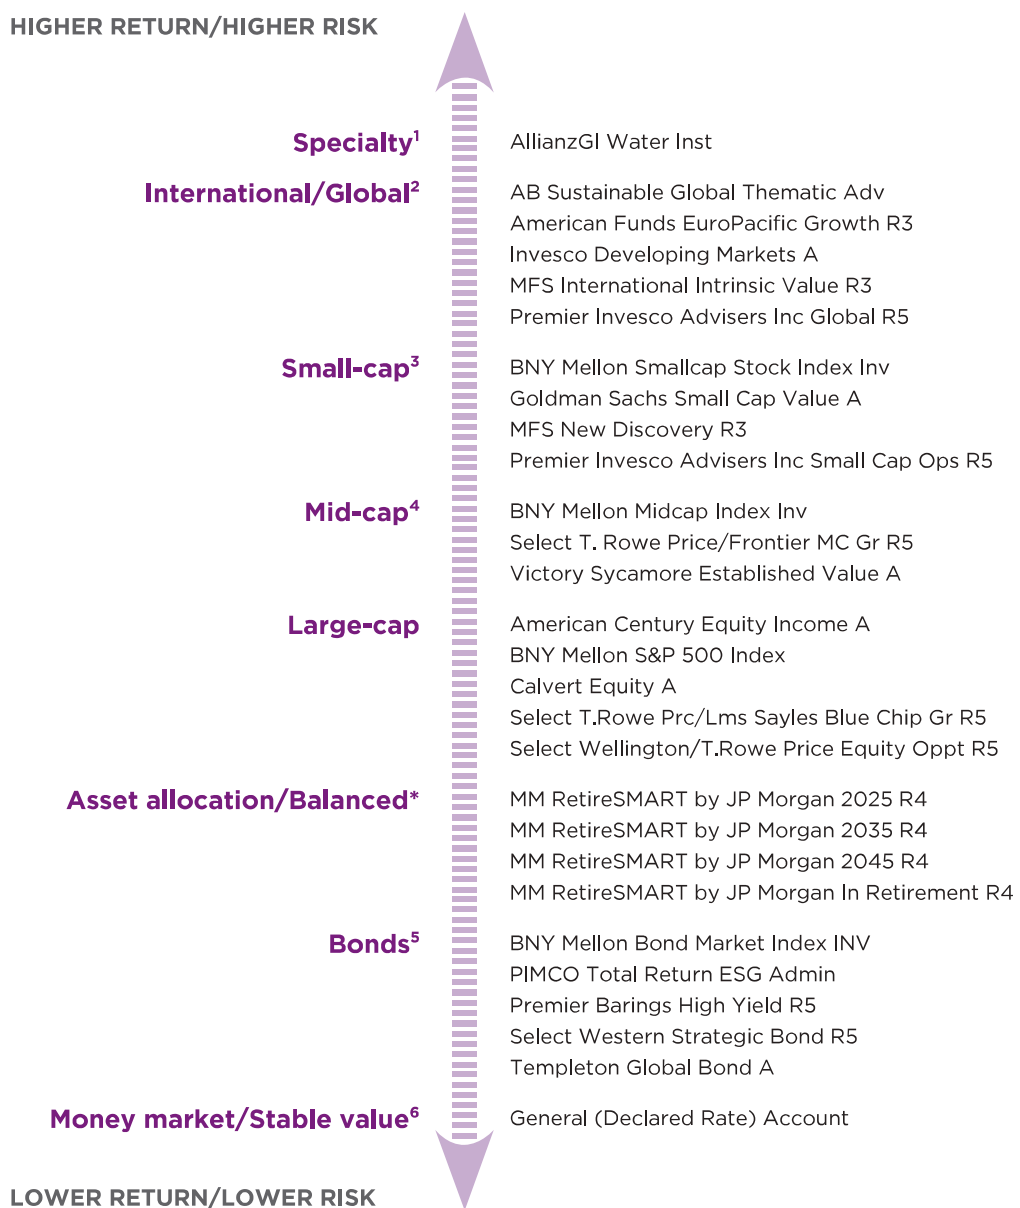 HIGHER RETURN/HIGHER RISK
Specialty¹ AllianzGI Water Inst
International/Global² AB Sustainable Global Thematic Adv
American Funds EuroPacific Growth R3
Invesco Developing Markets A
MFS International Intrinsic Value R3
Premier Invesco Advisers Inc Global R5
Small-cap³ BNY Mellon Smallcap Stock Index Inv
Goldman Sachs Small Cap Value A
MFS New Discovery R3
Premier Invesco Advisers Inc Small Cap Ops R5
Mid-cap⁴ BNY Mellon Midcap Index Inv
Select T. Rowe Price/Frontier MC Gr R5
Victory Sycamore Established Value A
Large-cap American Century Equity Income A
BNY Mellon S&P 500 Index
Calvert Equity A
Select T.Rowe Prc/Lms Sayles Blue Chip Gr R5
Select Wellington/T.Rowe Price Equity Oppt R5
Asset allocation/Balanced* MM RetireSMART by JP Morgan 2025 R4
MM RetireSMART by JP Morgan 2035 R4
MM RetireSMART by JP Morgan 2045 R4
MM RetireSMART by JP Morgan In Retirement R4
Bonds⁵ BNY Mellon Bond Market Index INV
PIMCO Total Return ESG Admin
Premier Barings High Yield R5
Select Western Strategic Bond R5
Templeton Global Bond A
Money market/Stable value⁶ General (Declared Rate) Account
LOWER RETURN/LOWER RISK